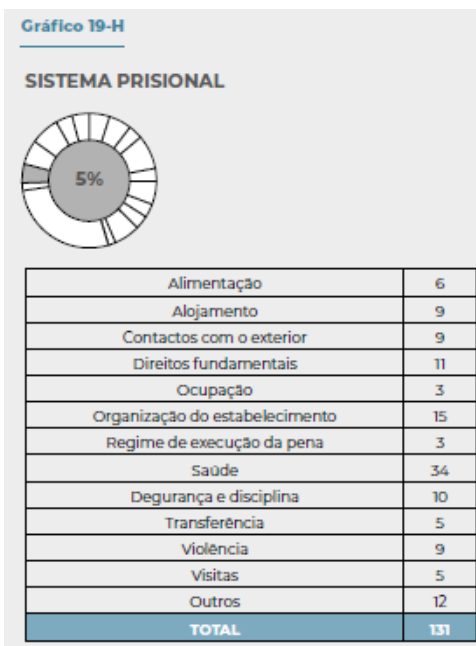 Gráfico 19-H
SISTEMA PRISIONAL
5%
Alimentação 6
Alojamento 9
Contactos com o exterior 9
Direitos fundamentais 11
Ocupação 3
Organização do estabelecimento 15
Regime de execução da pena 3
Saúde 34
Degurança e disciplina 10
Transferência 5
Violência 9
Visitas 5
Outros 12
TOTAL 131